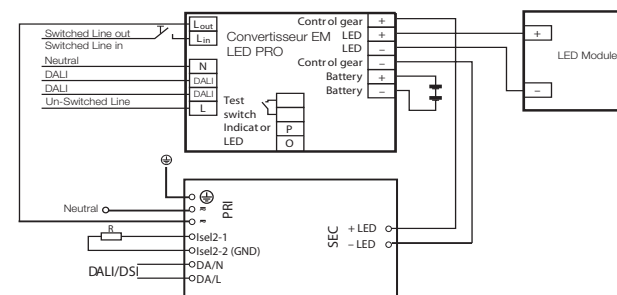 Switched Line out
Switched Line in
Neutral
DALI
DALI
Un-Switched Line
Lout
Lin
N
DALI
DALI
L
Convertisseur EM
LED PRO
Test
switch
Indicator
LED
P
O
Control gear +
LED +
LED –
Control gear –
Battery +
Battery –
+
–
LED Module
Neutral
R
DALI/DSI
≂
≂
PRI
Isel2-1
Isel2-2 (GND)
DA/N
DA/L
SEC
+ LED
– LED